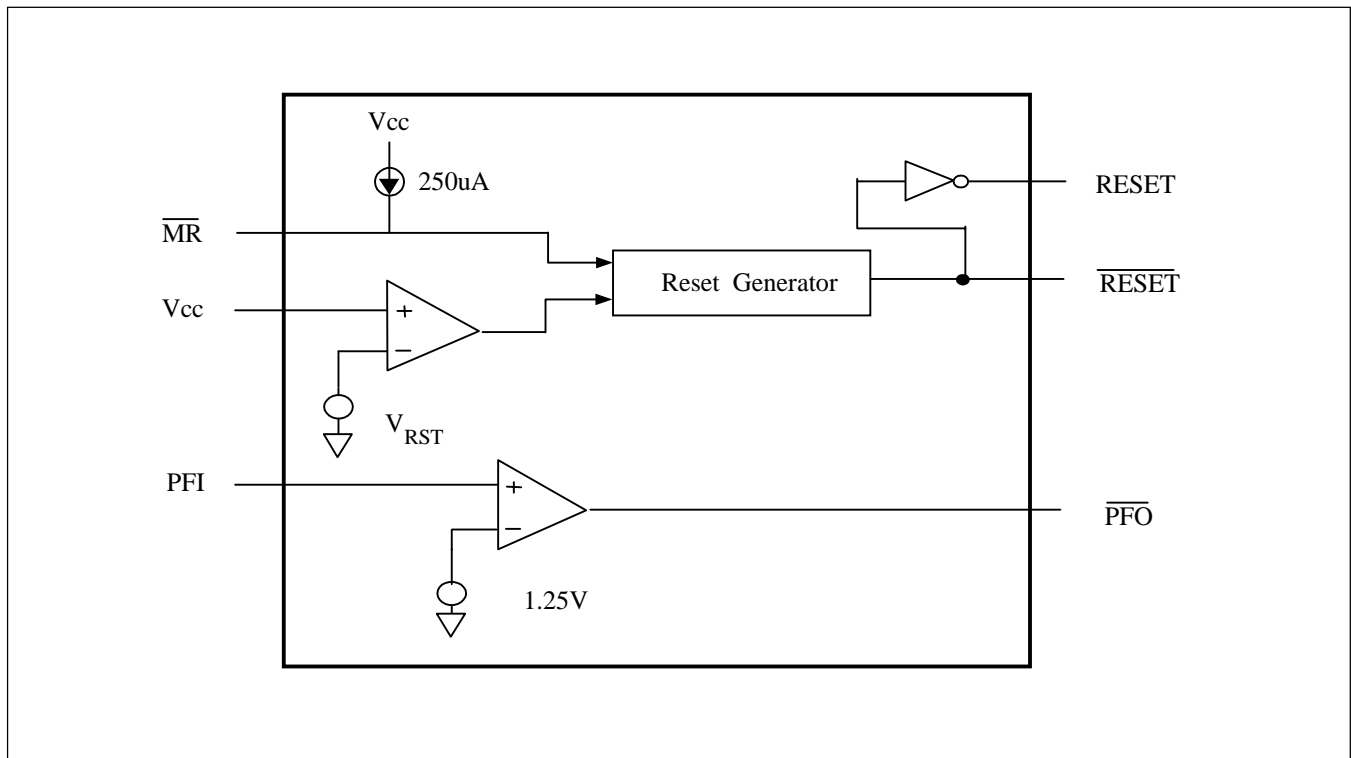 Vcc
250uA
RESET
MR
Reset Generator
RESET
Vcc
+
−
V_RST
PFI
+
−
PFO
1.25V